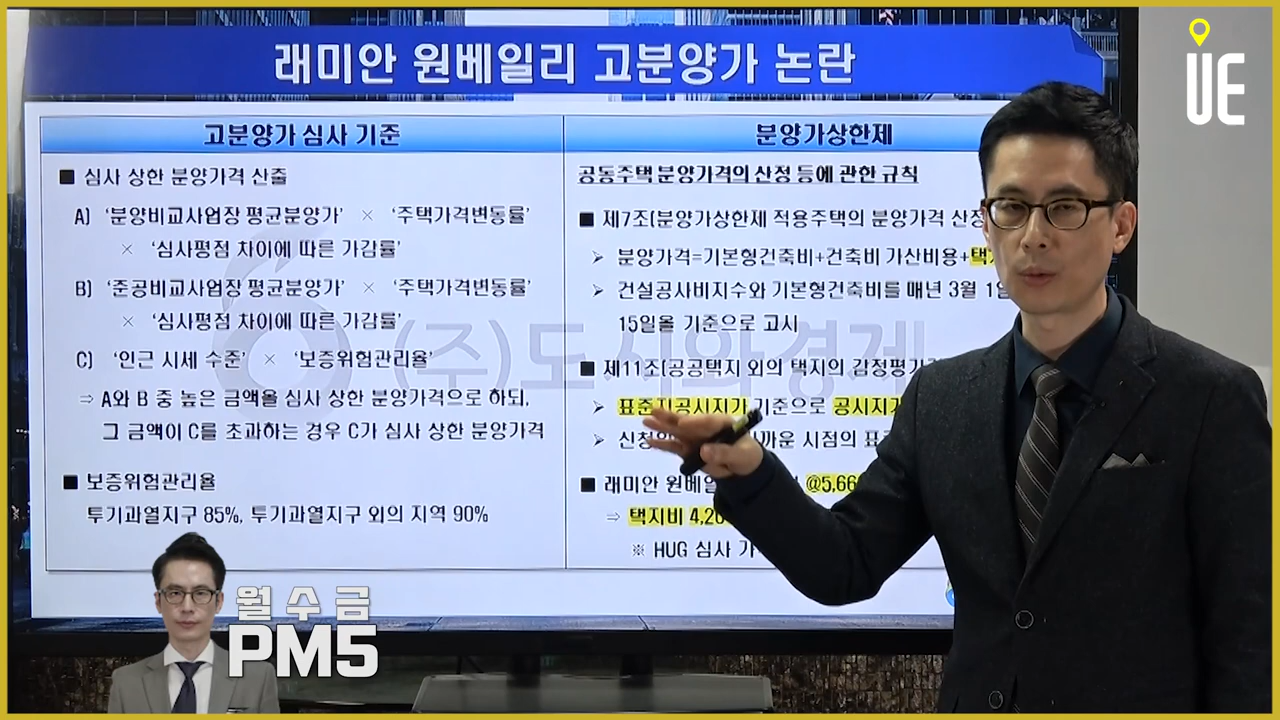 래미안 원베일리 고분양가 논란
UE
고분양가 심사 기준
■ 심사 상한 분양가격 산출
A) ‘분양비교사업장 평균분양가’ × ‘주택가격변동률’
× ‘심사평점 차이에 따른 가감률’
B) ‘준공비교사업장 평균분양가’ × ‘주택가격변동률’
× ‘심사평점 차이에 따른 가감률’
C) ‘인근 시세 수준’ × ‘보증위험관리율’
⇒ A와 B 중 높은 금액을 심사 상한 분양가격으로 하되,
그 금액이 C를 초과하는 경우 C가 심사 상한 분양가격
■ 보증위험관리율
투기과열지구 85%, 투기과열지구 외의 지역 90%
분양가상한제
공동주택 분양가격의 산정 등에 관한 규칙
■ 제7조(분양가상한제 적용주택의 분양가격 산정
➢ 분양가격=기본형건축비+건축비 가산비용+
➢ 건설공사비지수와 기본형건축비를 매년 3월
15일을 기준으로 고시
■ 제11조(공공택지 외의 택지의 감정평가
➢ 표준지공시지가 기준으로 공시지가
➢ 가까운 시점의
■ 래미안
⇒ 택지비
※ HUG 심사
(주)도시와경제
월수금
PM5